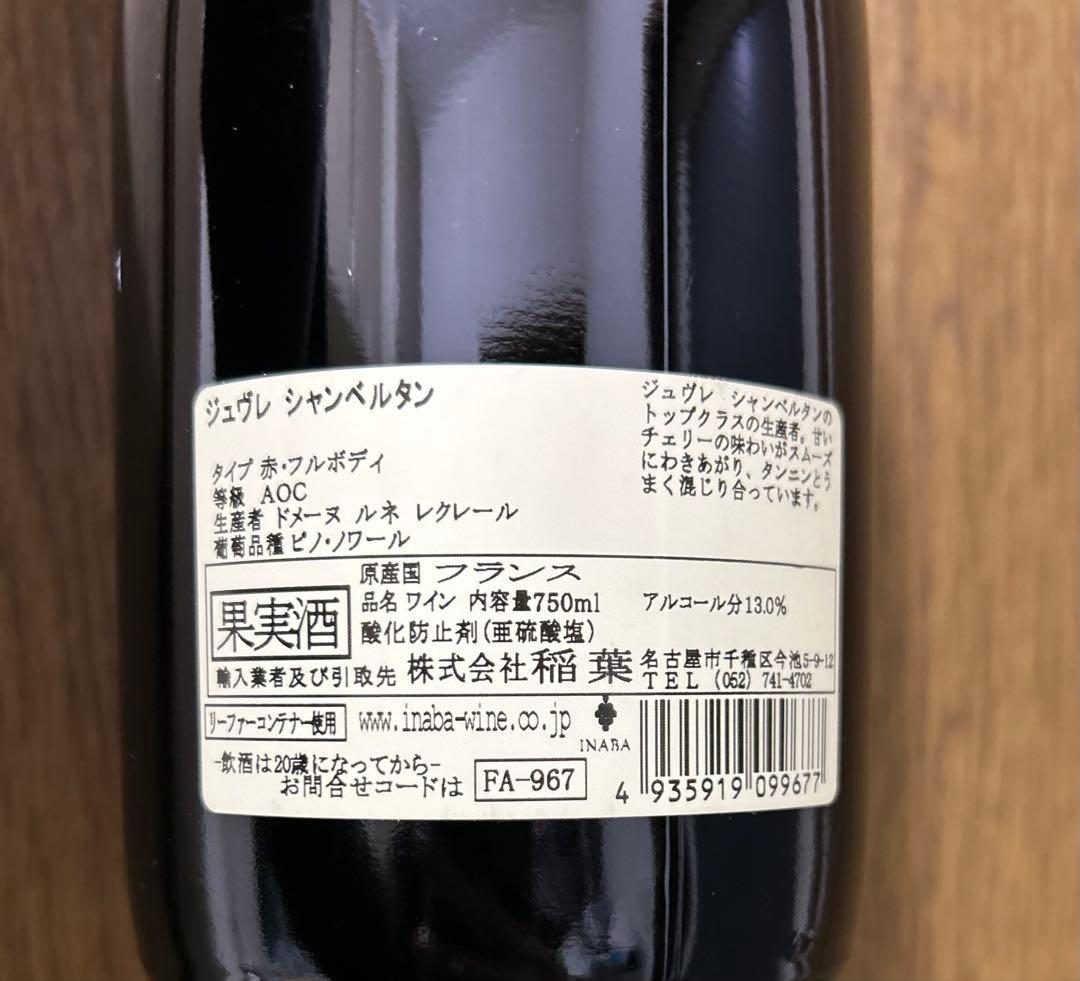 ジュヴレ シャンベルタン
タイプ 赤・フルボディ
等級 AOC
生産者 ドメーヌ ルネ レクレール
葡萄品種 ピノ・ノワール
ジュヴレ シャンベルタンの
トップクラスの生産者。甘い
チェリーの味わいがスムーズ
にわきあがり、タンニンとう
まく混じり合っています。
果実酒
原産国 フランス
品名 ワイン 内容量750ml アルコール分13.0%
酸化防止剤(亜硫酸塩)
輸入業者及び引取先 株式会社稲葉 名古屋市千種区今池5-9-12
TEL (052) 741-4702
リーファーコンテナー使用 www.inaba-wine.co.jp
INABA
-飲酒は20歳になってから-
お問合せコードは FA-967
4 935919 099677